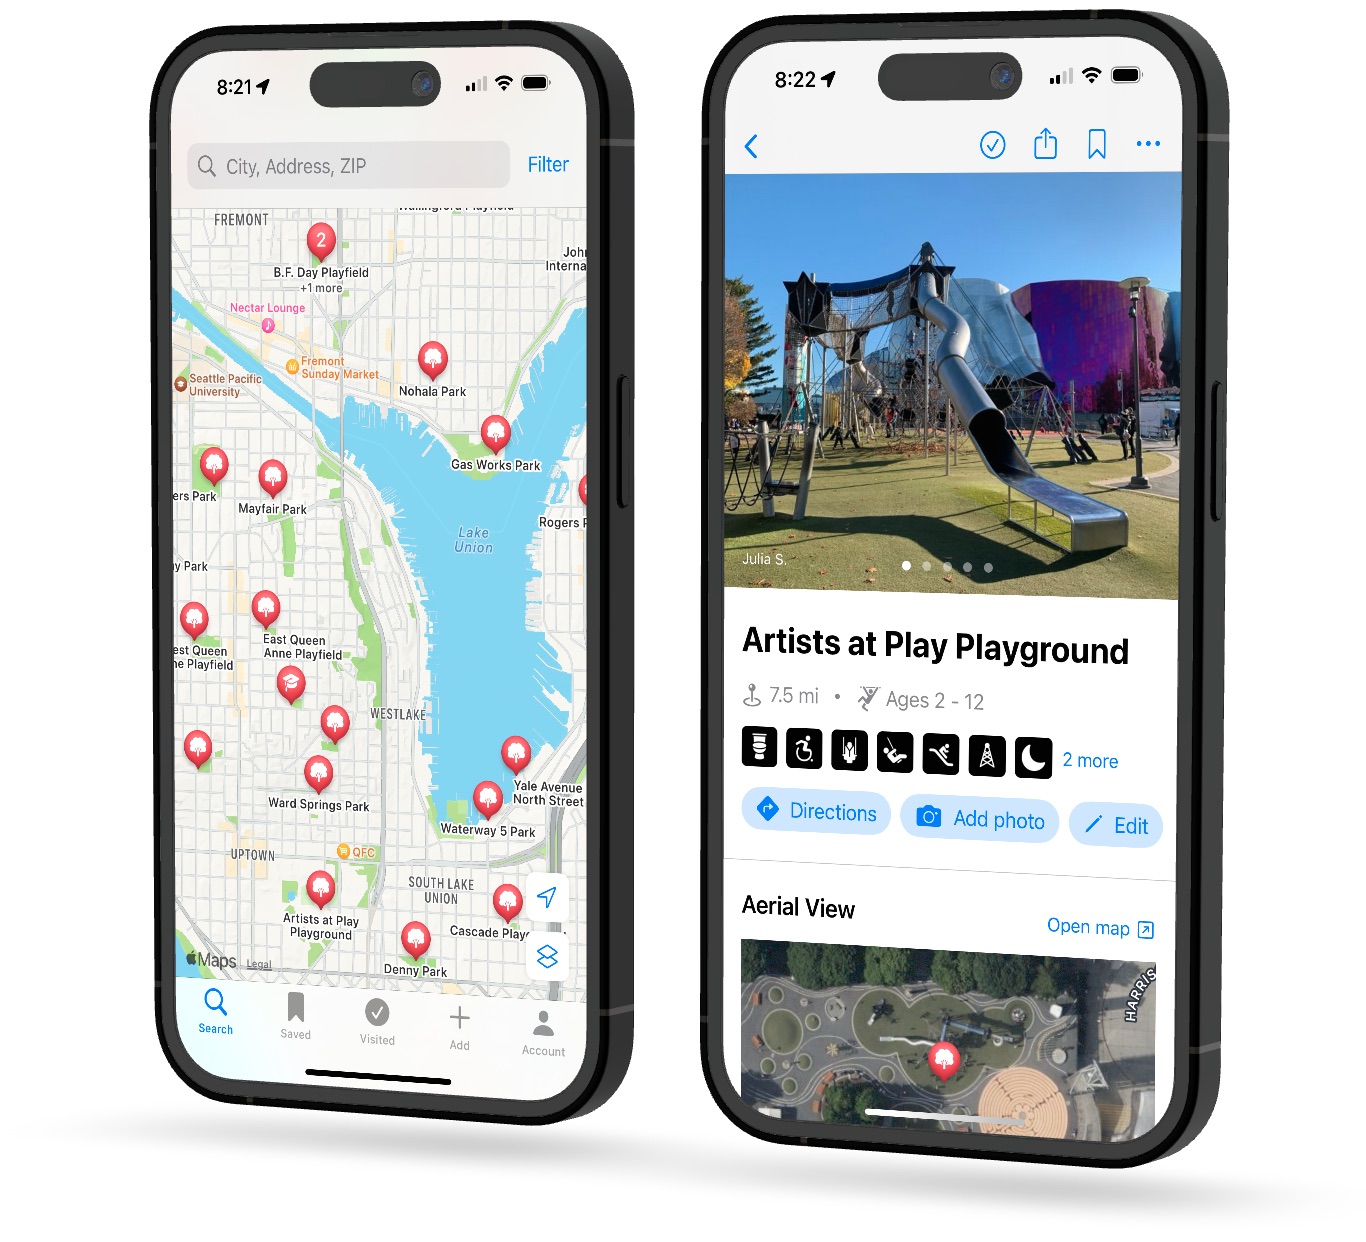 8:21
City, Address, ZIP
Filter
FREMONT
Wallingford Playfield
2
B.F. Day Playfield
+1 more
John
Interna
Nectar Lounge
Fremont
Sunday Market
Seattle Pacific
University
Nohala Park
Gas Works Park
ers Park
Mayfair Park
Rogers P
Lake
Union
y Park
East Queen
Anne Playfield
est Queen
ne Playfield
WESTLAKE
Yale Avenue
North Street
Ward Springs Park
Waterway 5 Park
UPTOWN
QFC
SOUTH LAKE
UNION
Artists at Play
Playground
Cascade Playg
Denny Park
Maps
Legal
Search
Saved
Visited
Add
Account
8:22
Julia S.
Artists at Play Playground
7.5 mi • Ages 2 - 12
2 more
Directions
Add photo
Edit
Aerial View
Open map
HARRIS